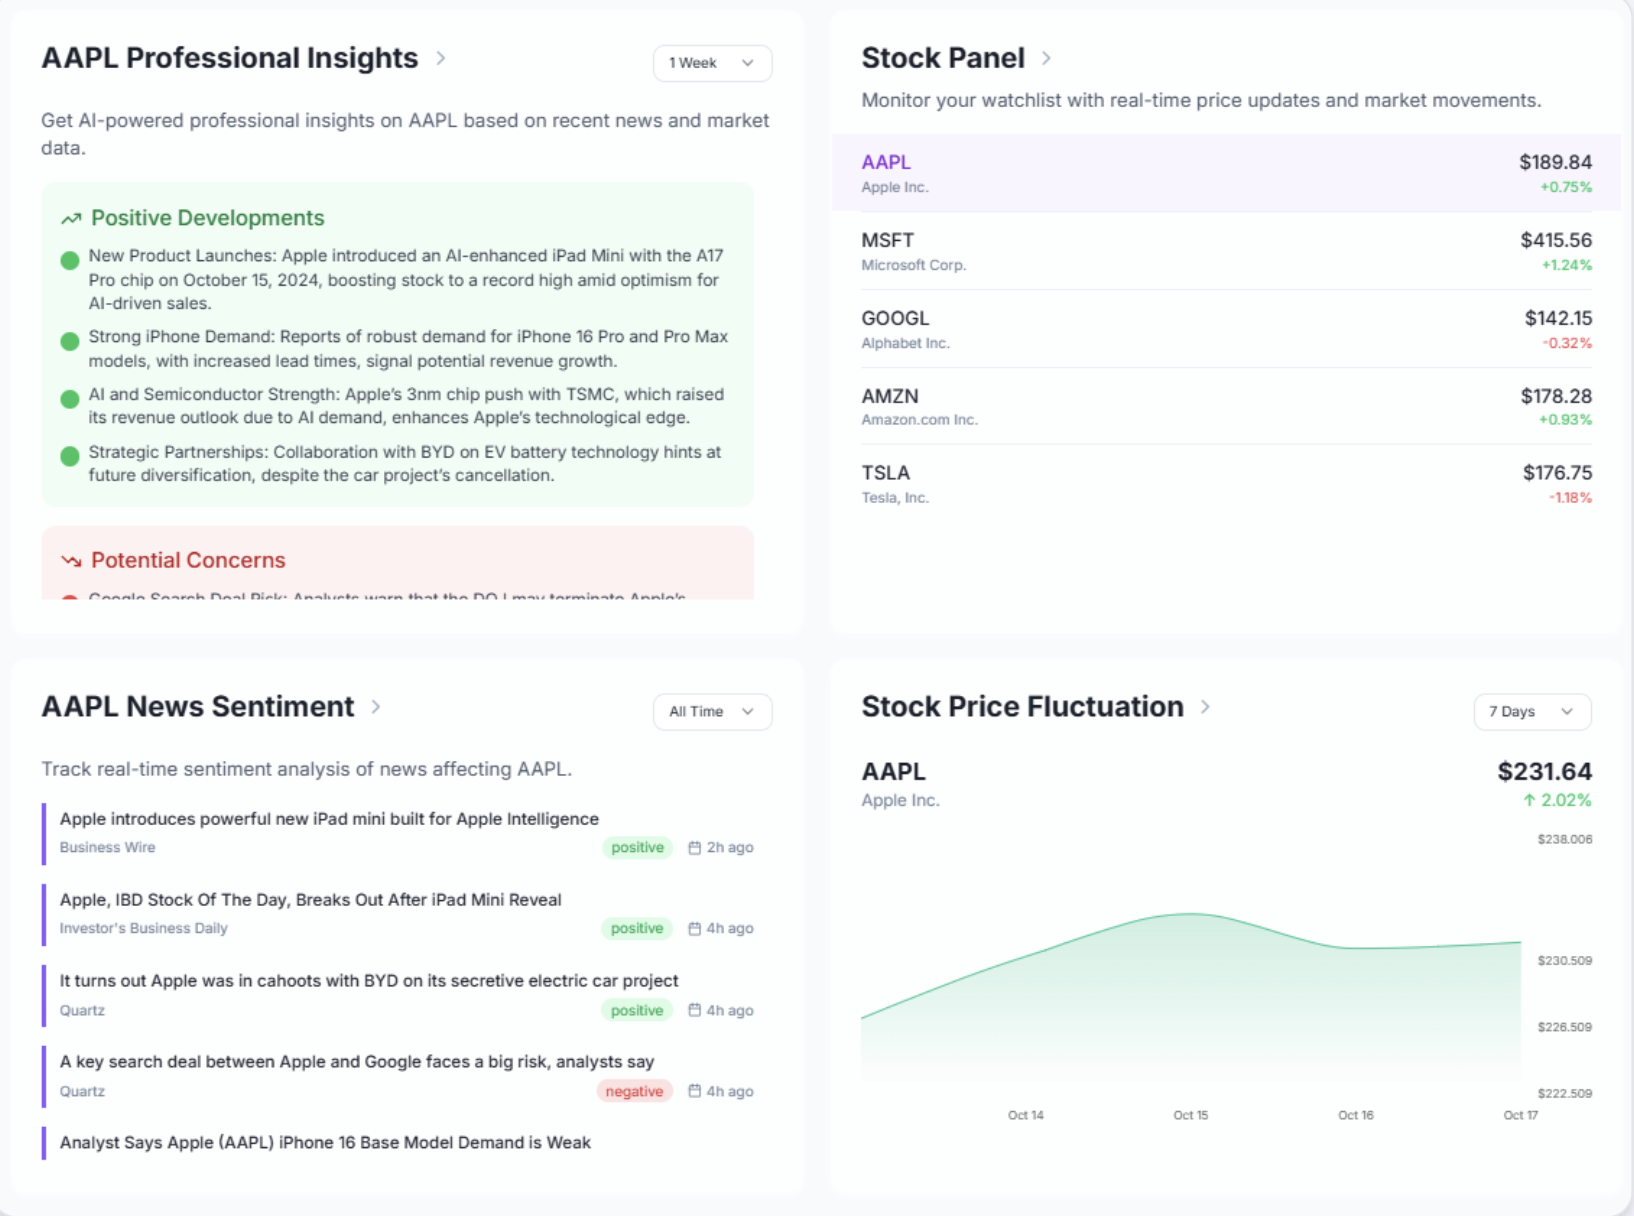 AAPL Professional Insights
1 Week
Get AI-powered professional insights on AAPL based on recent news and market
data.
Positive Developments
New Product Launches: Apple introduced an AI-enhanced iPad Mini with the A17
Pro chip on October 15, 2024, boosting stock to a record high amid optimism for
AI-driven sales.
Strong iPhone Demand: Reports of robust demand for iPhone 16 Pro and Pro Max
models, with increased lead times, signal potential revenue growth.
AI and Semiconductor Strength: Apple's 3nm chip push with TSMC, which raised
its revenue outlook due to AI demand, enhances Apple's technological edge.
Strategic Partnerships: Collaboration with BYD on EV battery technology hints at
future diversification, despite the car project's cancellation.
Potential Concerns
Google Search Deal Risk: Analysts warn that the DOJ may terminate Apple's
Stock Panel
Monitor your watchlist with real-time price updates and market movements.
AAPL $189.84
Apple Inc. +0.75%
MSFT $415.56
Microsoft Corp. +1.24%
GOOGL $142.15
Alphabet Inc. -0.32%
AMZN $178.28
Amazon.com Inc. +0.93%
TSLA $176.75
Tesla, Inc. -1.18%
AAPL News Sentiment
All Time
Track real-time sentiment analysis of news affecting AAPL.
Apple introduces powerful new iPad mini built for Apple Intelligence
Business Wire positive 2h ago
Apple, IBD Stock Of The Day, Breaks Out After iPad Mini Reveal
Investor's Business Daily positive 4h ago
It turns out Apple was in cahoots with BYD on its secretive electric car project
Quartz positive 4h ago
A key search deal between Apple and Google faces a big risk, analysts say
Quartz negative 4h ago
Analyst Says Apple (AAPL) iPhone 16 Base Model Demand is Weak
Stock Price Fluctuation
7 Days
AAPL $231.64
Apple Inc. ↑ 2.02%
$238.006
$230.509
$226.509
$222.509
Oct 14 Oct 15 Oct 16 Oct 17